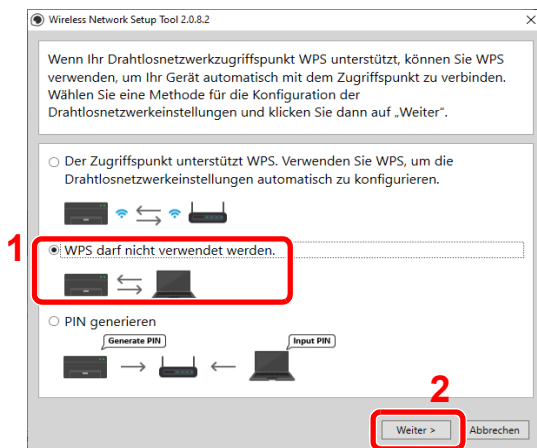 Wireless Network Setup Tool 2.0.8.2
Wenn Ihr Drahtlosnetzwerkzugriffspunkt WPS unterstützt, können Sie WPS
verwenden, um Ihr Gerät automatisch mit dem Zugriffspunkt zu verbinden.
Wählen Sie eine Methode für die Konfiguration der
Drahtlosnetzwerkeinstellungen und klicken Sie dann auf „Weiter“.
Der Zugriffspunkt unterstützt WPS. Verwenden Sie WPS, um die
Drahtlosnetzwerkeinstellungen automatisch zu konfigurieren.
1
WPS darf nicht verwendet werden.
PIN generieren
Generate PIN
Input PIN
2
Weiter >
Abbrechen